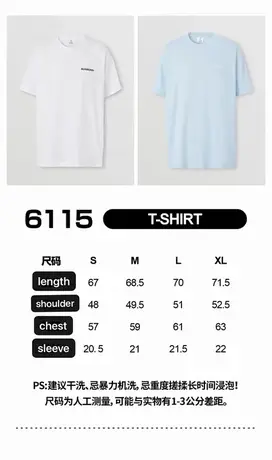 6115 T-SHIRT
尺码 S M L XL
length 67 68.5 70 71.5
shoulder 48 49.5 51 52.5
chest 57 59 61 63
sleeve 20.5 21 21.5 22
PS:建议干洗、忌暴力机洗,忌重度搓揉长时间浸泡!
尺码为人工测量,可能与实物有1-3公分差距。